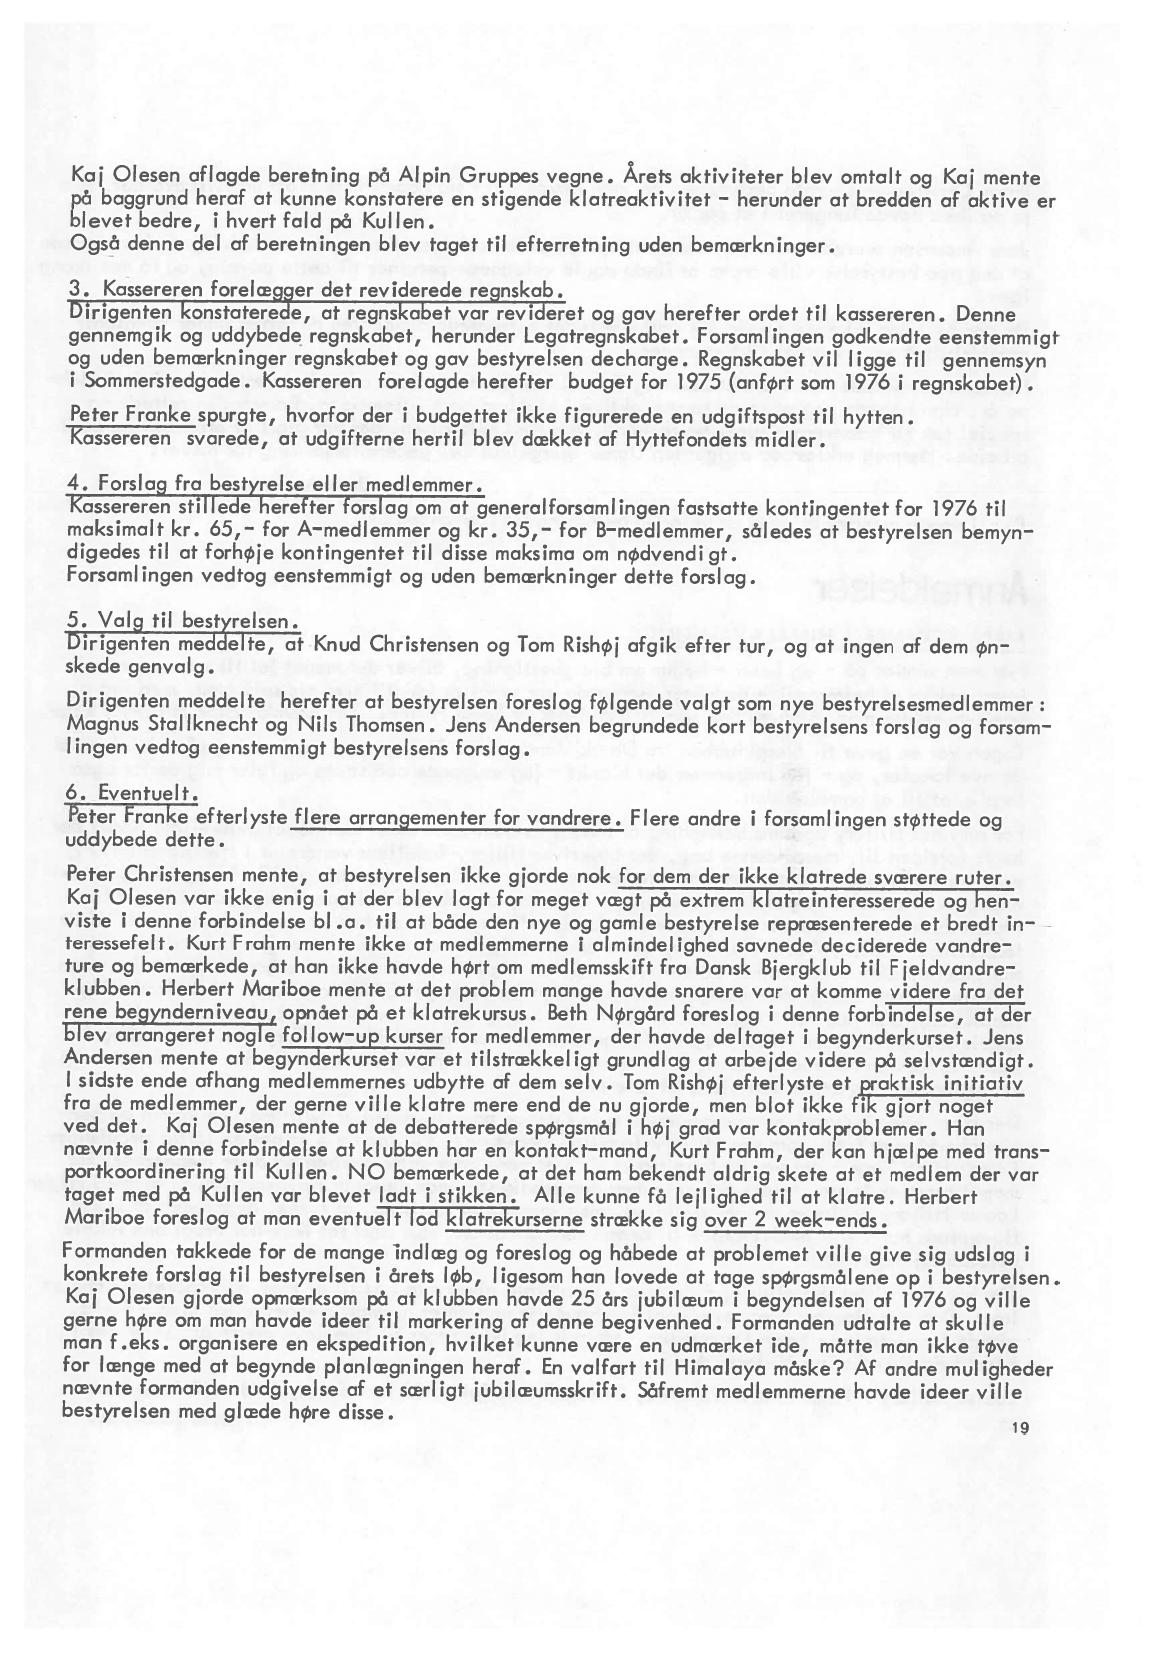 Kaj Olesen aflagde beretning på Alpin Gruppes vegne. Årets aktiviteter blev omtalt og Kaj mente
på baggrund heraf at kunne konstatere en stigende klatreaktivitet - herunder at bredden af aktive er
blevet bedre, i hvert fald på Kullen.
Også denne del af beretningen blev taget til efterretning uden bemærkninger.
3. Kassereren forelægger det reviderede regnskab.
Dirigenten konstaterede, at regnskabet var revideret og gav herefter ordet til kassereren. Denne
gennemgik og uddybede regnskabet, herunder Legatregnskabet. Forsamlingen godkendte eenstemmigt
og uden bemærkninger regnskabet og gav bestyrelsen decharge. Regnskabet vil ligge til gennemsyn
i Sommerstedgade. Kassereren forelagde herefter budget for 1975 (anført som 1976 i regnskabet).
Peter Franke spurgte, hvorfor der i budgettet ikke figurerede en udgiftspost til hytten.
Kassereren svarede, at udgifterne hertil blev dækket af Hyttefondets midler.
4. Forslag fra bestyrelse eller medlemmer.
Kassereren stillede herefter forslag om at generalforsamlingen fastsatte kontingentet for 1976 til
maksimalt kr. 65,- for A-medlemmer og kr. 35,- for B-medlemmer, således at bestyrelsen bemyn-
digedes til at forhøje kontingentet til disse maksima om nødvendigt.
Forsamlingen vedtog eenstemmigt og uden bemærkninger dette forslag.
5. Valg til bestyrelsen.
Dirigenten meddelte, at Knud Christensen og Tom Rishøj afgik efter tur, og at ingen af dem øn-
skede genvalg.
Dirigenten meddelte herefter at bestyrelsen foreslog følgende valgt som nye bestyrelsesmedlemmer :
Magnus Stallknecht og Nils Thomsen. Jens Andersen begrundede kort bestyrelsens forslag og forsam-
lingen vedtog eenstemmigt bestyrelsens forslag.
6. Eventuelt.
Peter Franke efterlyste flere arrangementer for vandrere. Flere andre i forsamlingen støttede og
uddybede dette.
Peter Christensen mente, at bestyrelsen ikke gjorde nok for dem der ikke klatrede sværere ruter.
Kaj Olesen var ikke enig i at der blev lagt for meget vægt på extrem klatreinteresserede og hen-
viste i denne forbindelse bl.a. til at både den nye og gamle bestyrelse repræsenterede et bredt in-
teressefelt. Kurt Frahm mente ikke at medlemmerne i almindelighed savnede deciderede vandre-
ture og bemærkede, at han ikke havde hørt om medlemsskift fra Dansk Bjergklub til Fjeldvandre-
klubben. Herbert Mariboe mente at det problem mange havde snarere var at komme videre fra det
rene begynderniveau, opnået på et klatrekursus. Beth Nørgård foreslog i denne forbindelse, at der
blev arrangeret nogle follow-up kurser for medlemmer, der havde deltaget i begynderkurset. Jens
Andersen mente at begynderkurset var et tilstrækkeligt grundlag at arbejde videre på selvstændigt.
I sidste ende afhang medlemmernes udbytte af dem selv. Tom Rishøj efterlyste et praktisk initiativ
fra de medlemmer, der gerne ville klatre mere end de nu gjorde, men blot ikke fik gjort noget
ved det. Kaj Olesen mente at de debatterede spørgsmål i høj grad var kontakproblemer. Han
nævnte i denne forbindelse at klubben har en kontakt-mand, Kurt Frahm, der kan hjælpe med trans-
portkoordinering til Kullen. NO bemærkede, at det ham bekendt aldrig skete at et medlem der var
taget med på Kullen var blevet ladt i stikken. Alle kunne få lejlighed til at klatre. Herbert
Mariboe foreslog at man eventuelt lod klatrekurserne strække sig over 2 week-ends.
Formanden takkede for de mange indlæg og foreslog og håbede at problemet ville give sig udslag i
konkrete forslag til bestyrelsen i årets løb, ligesom han lovede at tage spørgsmålene op i bestyrelsen.
Kaj Olesen gjorde opmærksom på at klubben havde 25 års jubilæum i begyndelsen af 1976 og ville
gerne høre om man havde ideer til markering af denne begivenhed. Formanden udtalte at skulle
man f.eks. organisere en ekspedition, hvilket kunne være en udmærket ide, måtte man ikke tøve
for længe med at begynde planlægningen heraf. En valfart til Himalaya måske? Af andre muligheder
nævnte formanden udgivelse af et særligt jubilæumsskrift. Såfremt medlemmerne havde ideer ville
bestyrelsen med glæde høre disse.
19